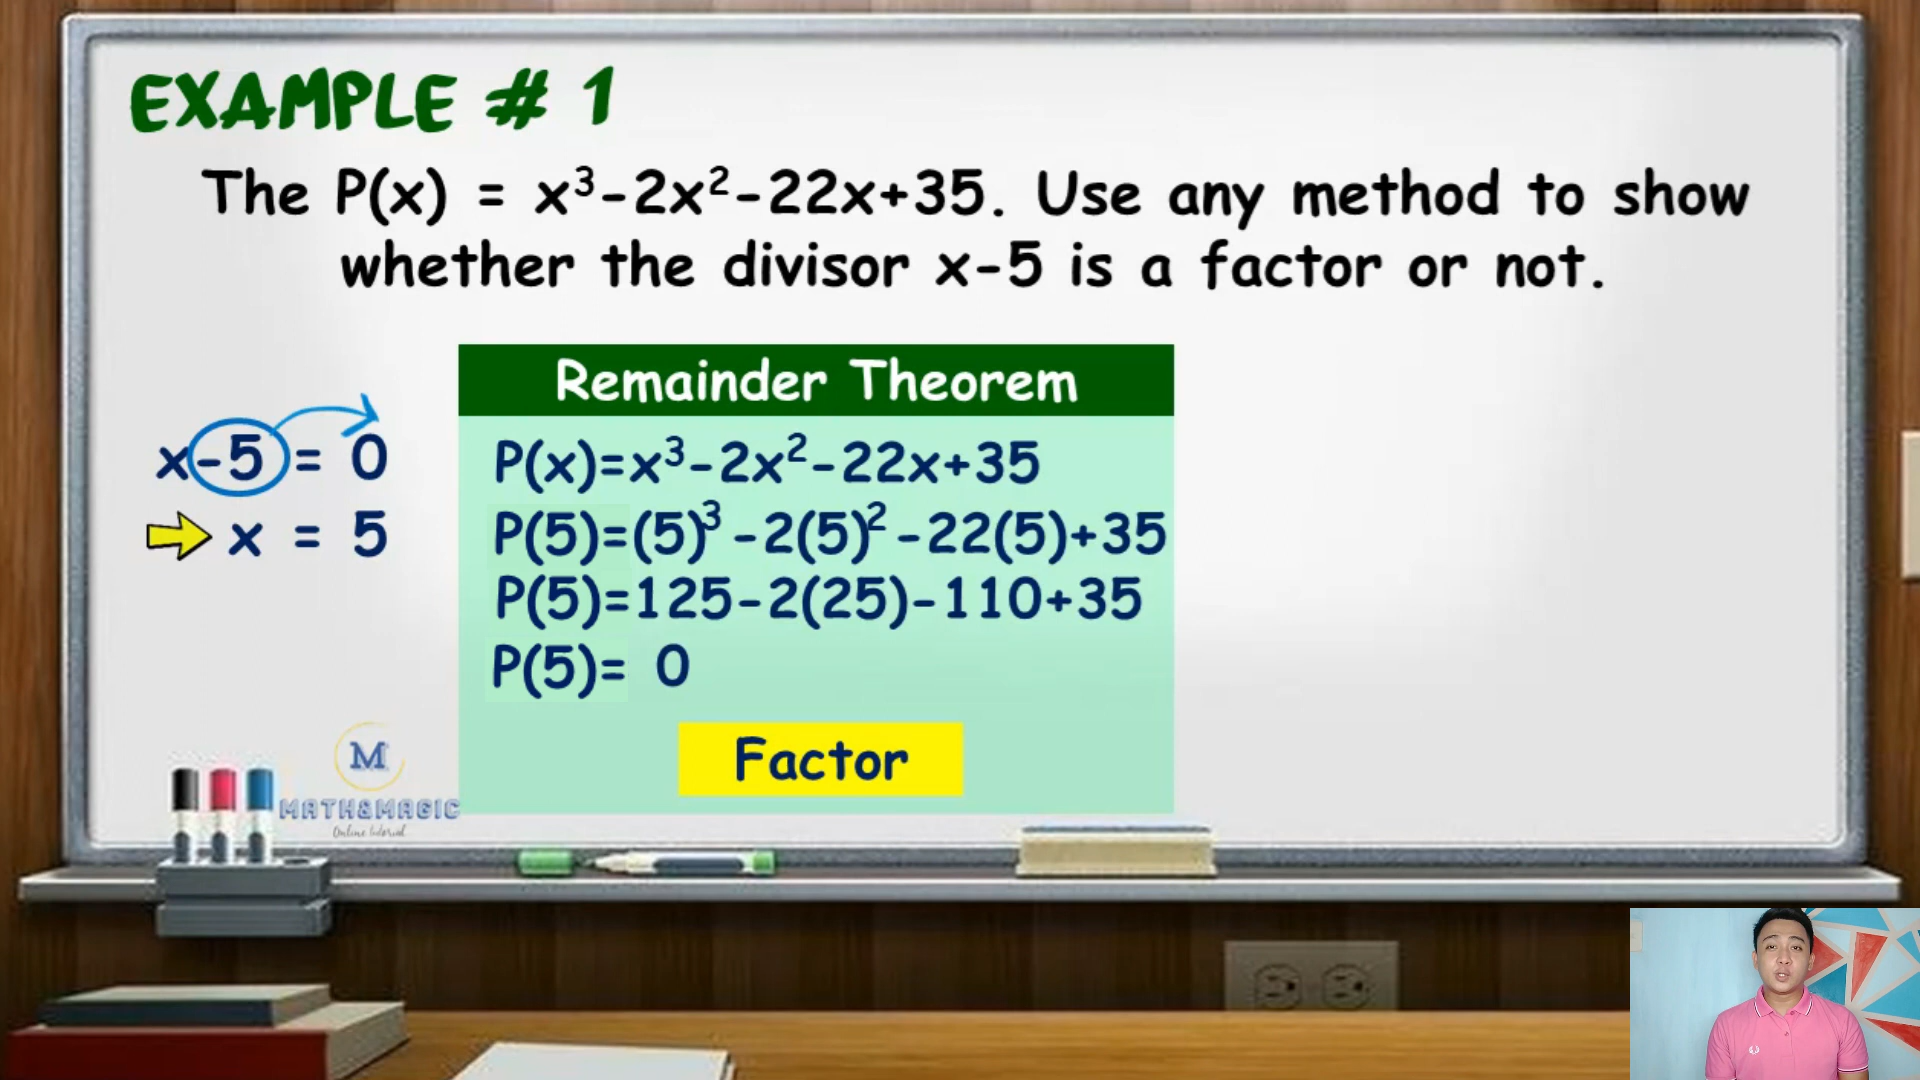 EXAMPLE # 1
The P(x) = x³-2x²-22x+35. Use any method to show
whether the divisor x-5 is a factor or not.
x-5 = 0
x = 5
Remainder Theorem
P(x)=x³-2x²-22x+35
P(5)=(5)³-2(5)²-22(5)+35
P(5)=125-2(25)-110+35
P(5)= 0
Factor
M
MATH&MAGIC
Online tutorial